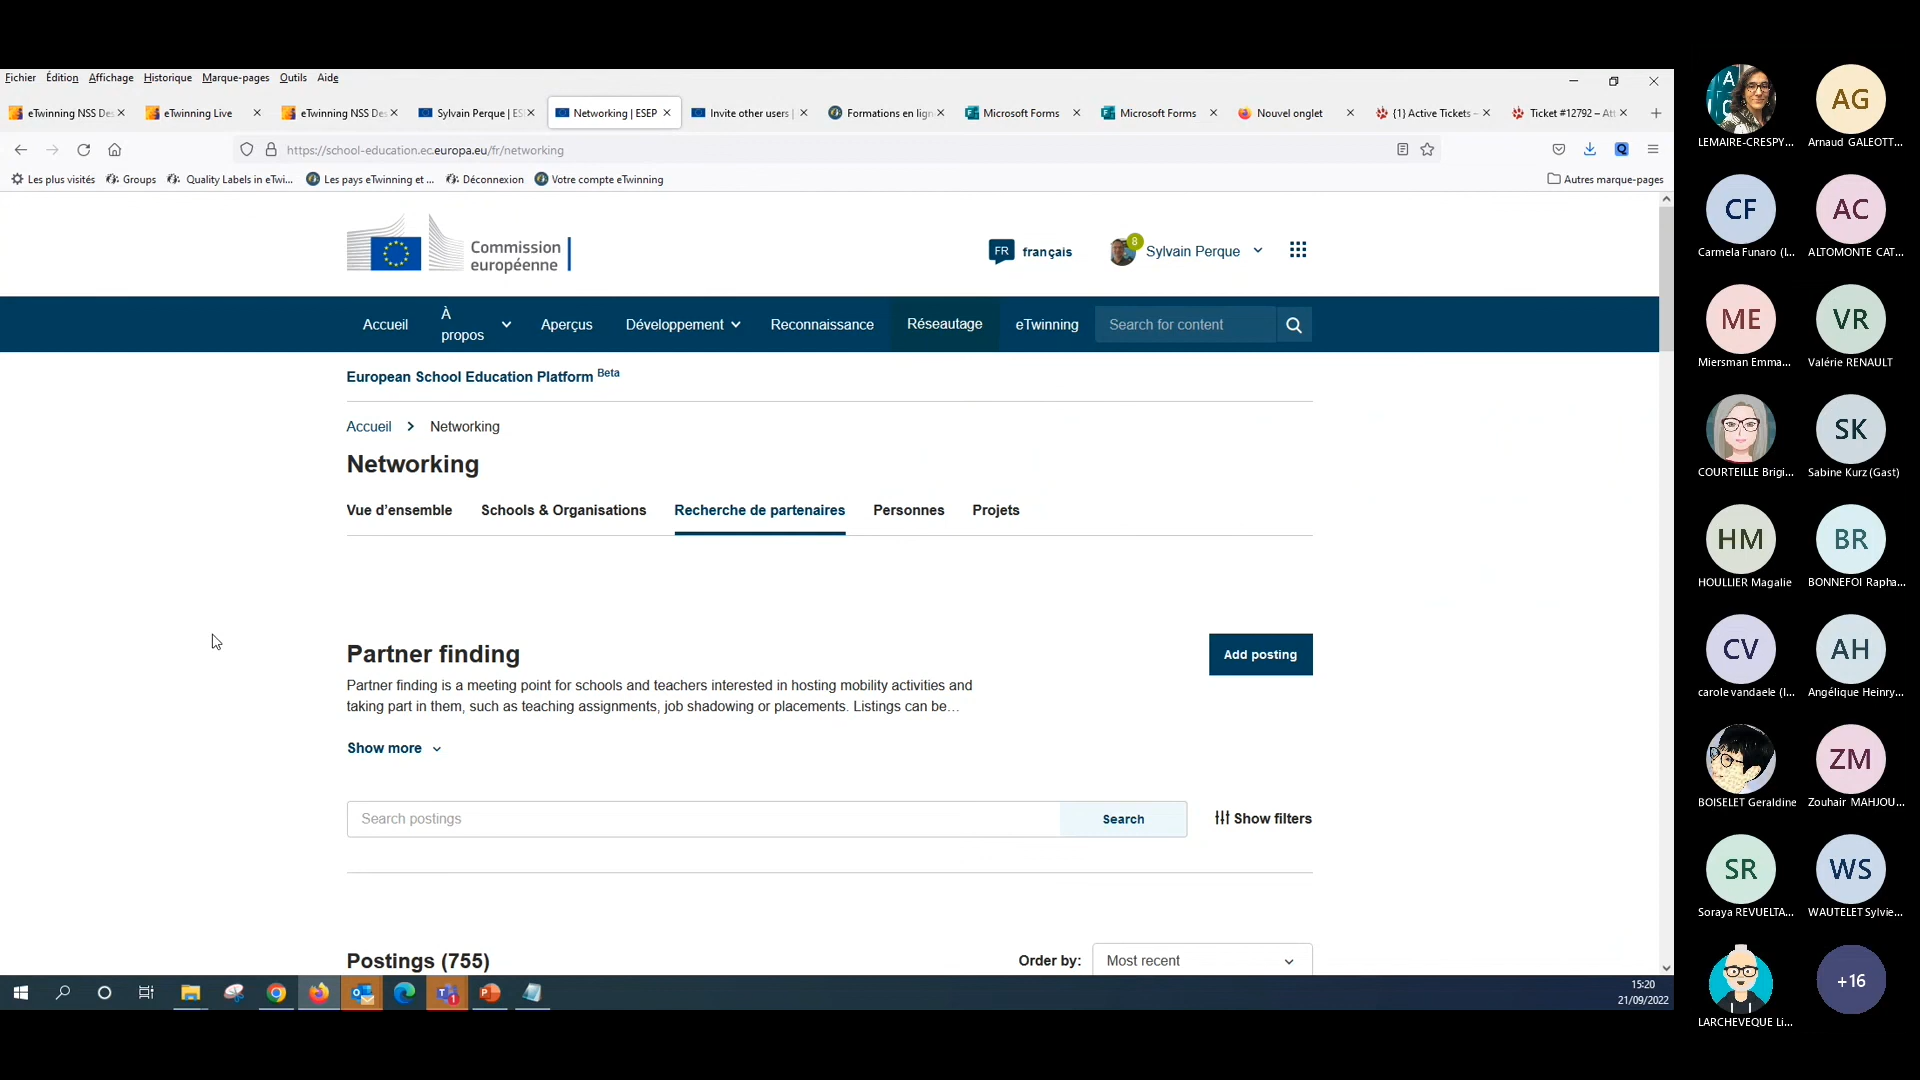 Fichier Édition Affichage Historique Marque-pages Outils Aide
eTwinning NSS De
eTwinning Live
eTwinning NSS De
Sylvain Perque | ES
Networking | ESEP
Invite other users |
Formations en lign
Microsoft Forms
Microsoft Forms
Nouvel onglet
{1} Active Tickets -
Ticket #12792 – Att
https://school-education.ec.europa.eu/fr/networking
Les plus visités Groups Quality Labels in eTwi... Les pays eTwinning et ... Déconnexion Votre compte eTwinning Autres marque-pages
Commission
européenne
FR français
8
Sylvain Perque
Accueil À propos Aperçus Développement Reconnaissance Réseautage eTwinning Search for content
European School Education Platform Beta
Accueil > Networking
Networking
Vue d'ensemble Schools & Organisations Recherche de partenaires Personnes Projets
Partner finding
Add posting
Partner finding is a meeting point for schools and teachers interested in hosting mobility activities and
taking part in them, such as teaching assignments, job shadowing or placements. Listings can be...
Show more
Search postings Search Show filters
Postings (755) Order by: Most recent
15:20
21/09/2022
LEMAIRE-CRESPY...
AG
Arnaud GALEOTT...
CF
Carmela Funaro (I...
AC
ALTOMONTE CAT...
ME
Miersman Emma...
VR
Valérie RENAULT
COURTEILLE Brigi...
SK
Sabine Kurz (Gast)
HM
HOULLIER Magalie
BR
BONNEFOI Rapha...
CV
carole vandaele (I...
AH
Angélique Heinry...
BOISELET Geraldine
ZM
Zouhair MAHJOU...
SR
Soraya REVUELTA...
WS
WAUTELET Sylvie...
LARCHEVEQUE Li...
+16